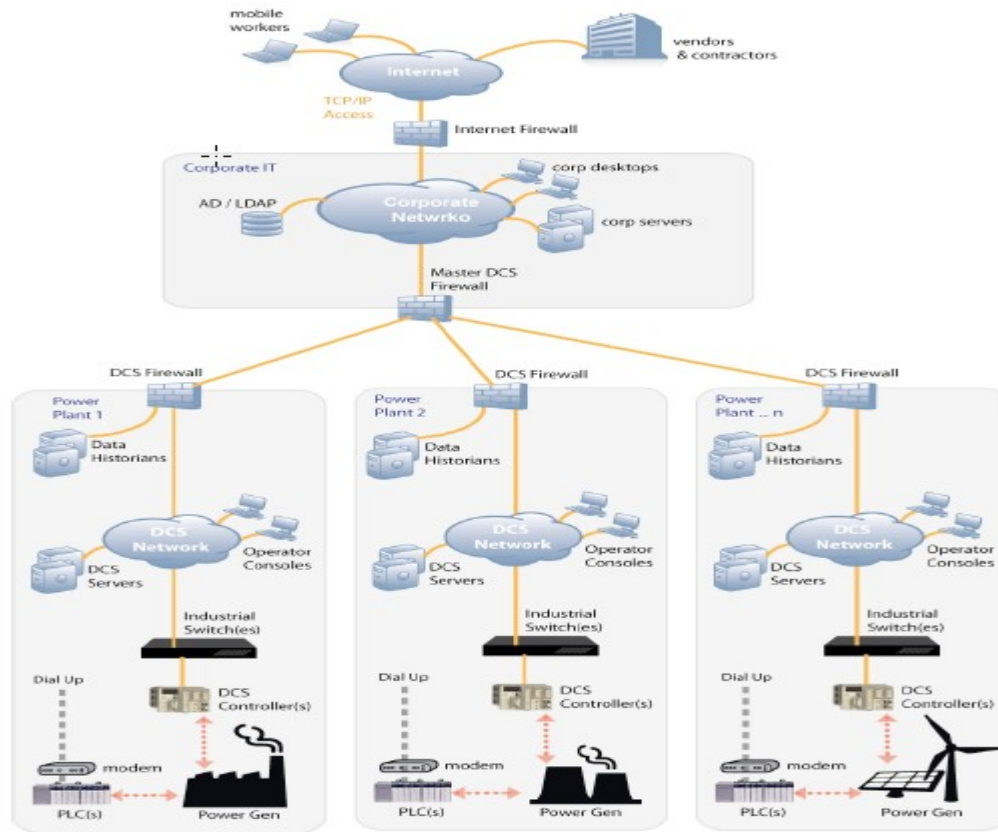 mobile
workers
vendors
& contractors
Internet
TCP/IP
Access
Internet Firewall
Corporate IT
corp desktops
AD / LDAP
Corporate
Netwrko
corp servers
Master DCS
Firewall
DCS Firewall
DCS Firewall
DCS Firewall
Power
Plant 1
Data
Historians
DCS
Network
Operator
Consoles
DCS
Servers
Industrial
Switch(es)
Dial Up
DCS
Controller(s)
modem
PLC(s)
Power Gen
Power
Plant 2
Data
Historians
DCS
Network
Operator
Consoles
DCS
Servers
Industrial
Switch(es)
Dial Up
DCS
Controller(s)
modem
PLC(s)
Power Gen
Power
Plant .. n
Data
Historians
DCS
Network
Operator
Consoles
DCS
Servers
Industrial
Switch(es)
Dial Up
DCS
Controller(s)
modem
PLC(s)
Power Gen